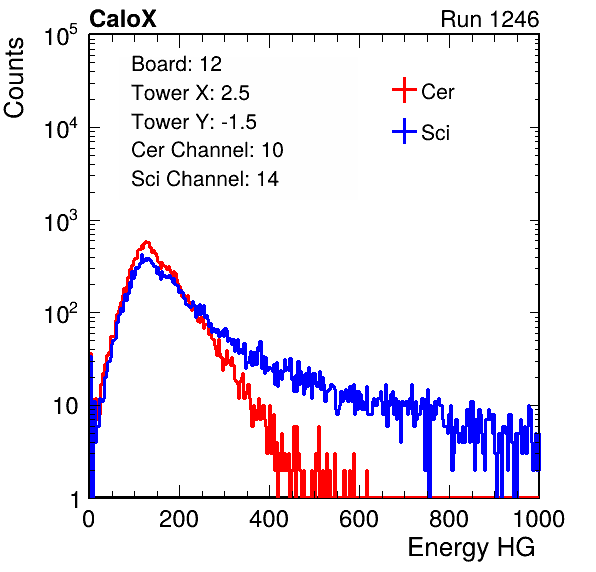 CaloX Run 1246
Counts
10^5
10^4
10^3
10^2
10
1
Board: 12
Tower X: 2.5
Tower Y: -1.5
Cer Channel: 10
Sci Channel: 14
Cer
Sci
0 200 400 600 800 1000
Energy HG